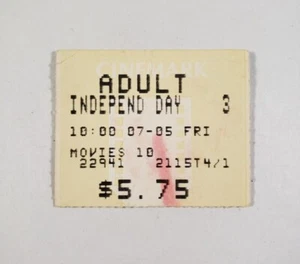 CINEMARK
ADULT
INDEPEND DAY 3
10:00 07-05 FRI
MOVIES 10
22941 2115T4/1
$5.75